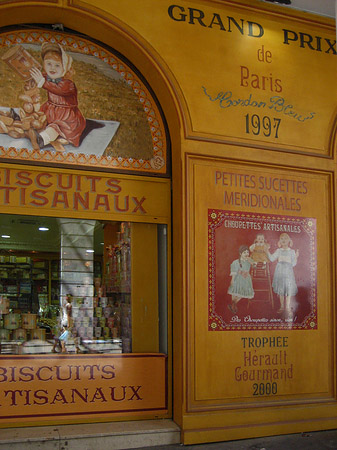 GRAND PRIX
de
Paris
Cordon Bleu
1997
BISCUITS
ARTISANAUX
PETITES SUCETTES
MERIDIONALES
CHOUPETTES ARTISANALES
TROPHEE
Hérault
Gourmand
2000
BISCUITS
ARTISANAUX